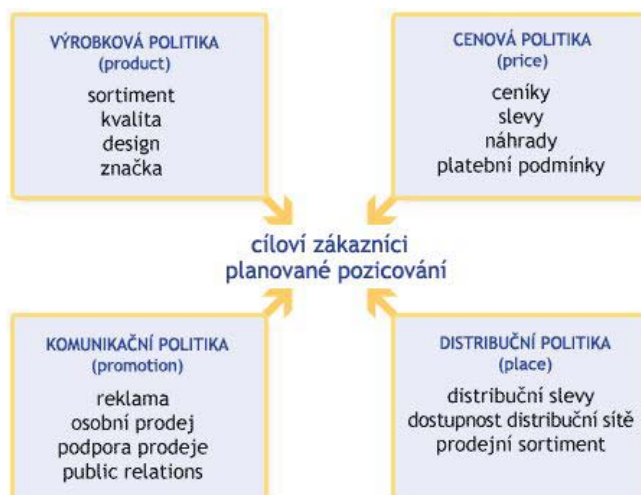 VÝROBKOVÁ POLITIKA
(product)
sortiment
kvalita
design
značka
CENOVÁ POLITIKA
(price)
ceníky
slevy
náhrady
platební podmínky
cíloví zákazníci
planované pozicování
KOMUNIKAČNÍ POLITIKA
(promotion)
reklama
osobní prodej
podpora prodeje
public relations
DISTRIBUČNÍ POLITIKA
(place)
distribuční slevy
dostupnost distribuční sítě
prodejní sortiment